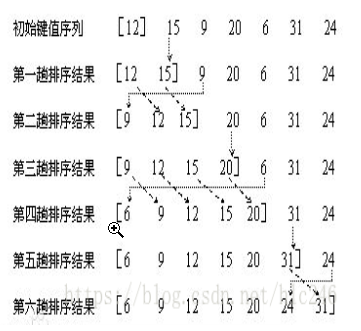 初始键值序列 [12] 15 9 20 6 31 24
第一趟排序结果 [12 15] 9 20 6 31 24
第二趟排序结果 [9 12 15] 20 6 31 24
第三趟排序结果 [9 12 15 20] 6 31 24
第四趟排序结果 [6 9 12 15 20] 31 24
第五趟排序结果 [6 9 12 15 20 31] 24
第六趟排序结果 [6 9 12 15 20 24 31]